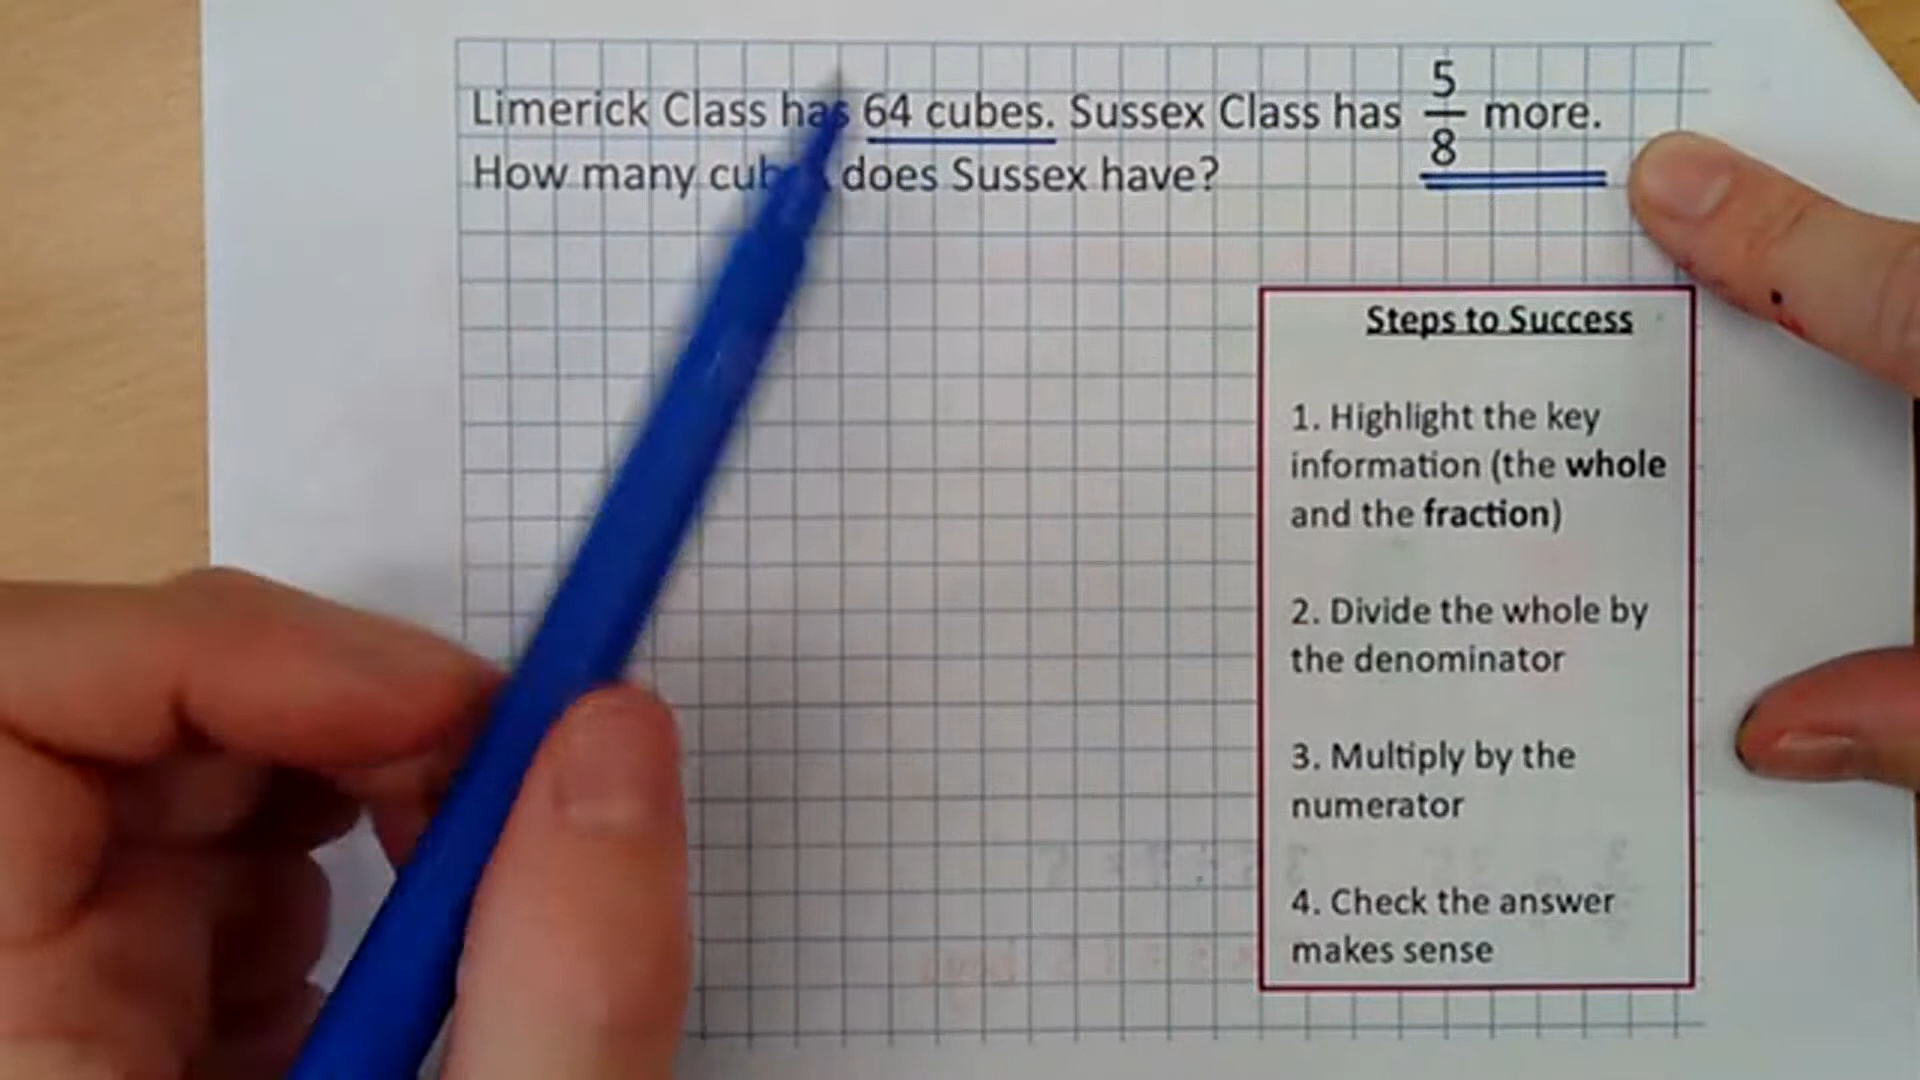 Limerick Class has 64 cubes. Sussex Class has 5/8 more.
How many does Sussex have?
Steps to Success
1. Highlight the key
information (the whole
and the fraction)
2. Divide the whole by
the denominator
3. Multiply by the
numerator
4. Check the answer
makes sense